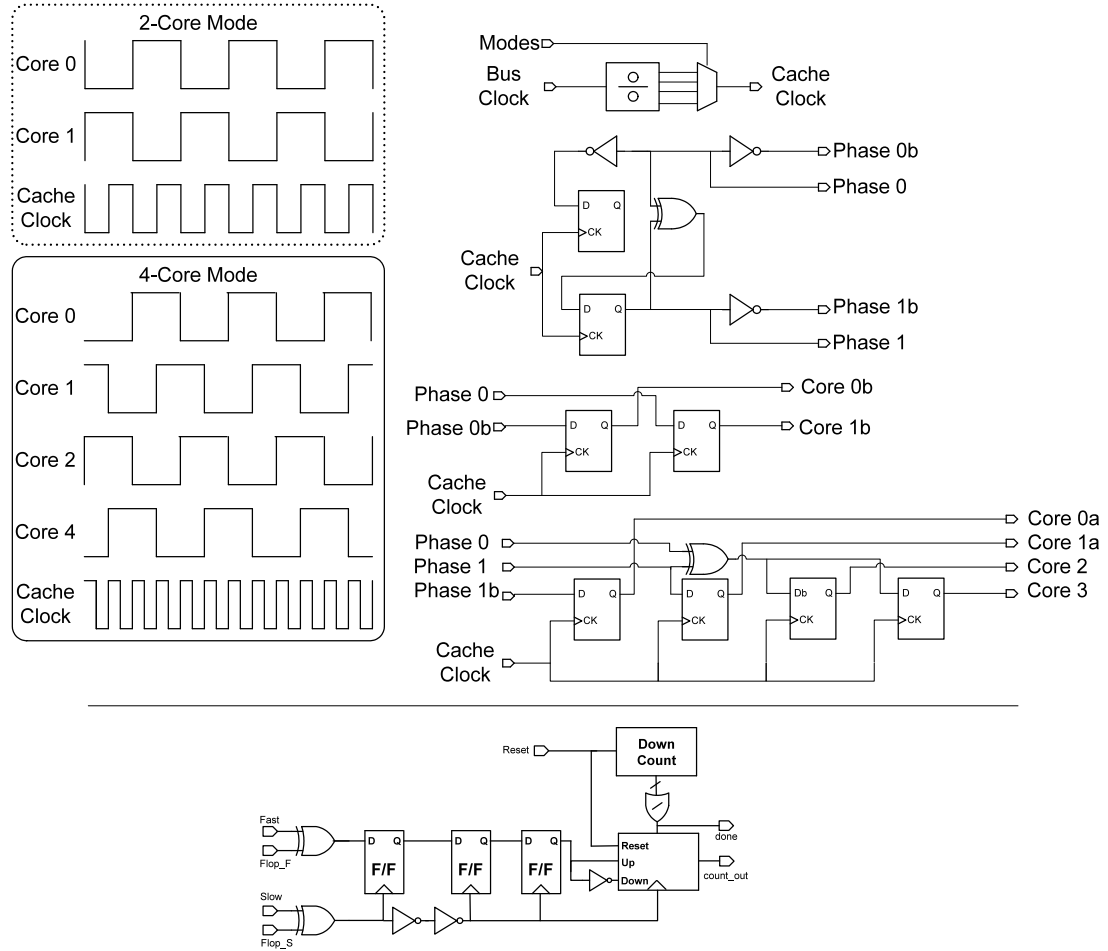 2-Core Mode
Core 0
Core 1
Cache
Clock
4-Core Mode
Core 0
Core 1
Core 2
Core 4
Cache
Clock
Modes
Bus
Clock
÷
Cache
Clock
Phase 0b
Phase 0
D Q
CK
Cache
Clock
D Q
CK
Phase 1b
Phase 1
Phase 0
Core 0b
Phase 0b
D Q
CK
D Q
CK
Core 1b
Cache
Clock
Phase 0
Phase 1
Phase 1b
Core 0a
Core 1a
Core 2
Core 3
D Q
CK
D Q
CK
Db Q
CK
D Q
CK
Cache
Clock
Reset
Down
Count
Fast
Flop_F
Slow
Flop_S
D Q
F/F
D Q
F/F
D Q
F/F
Reset
Up
Down
done
count_out